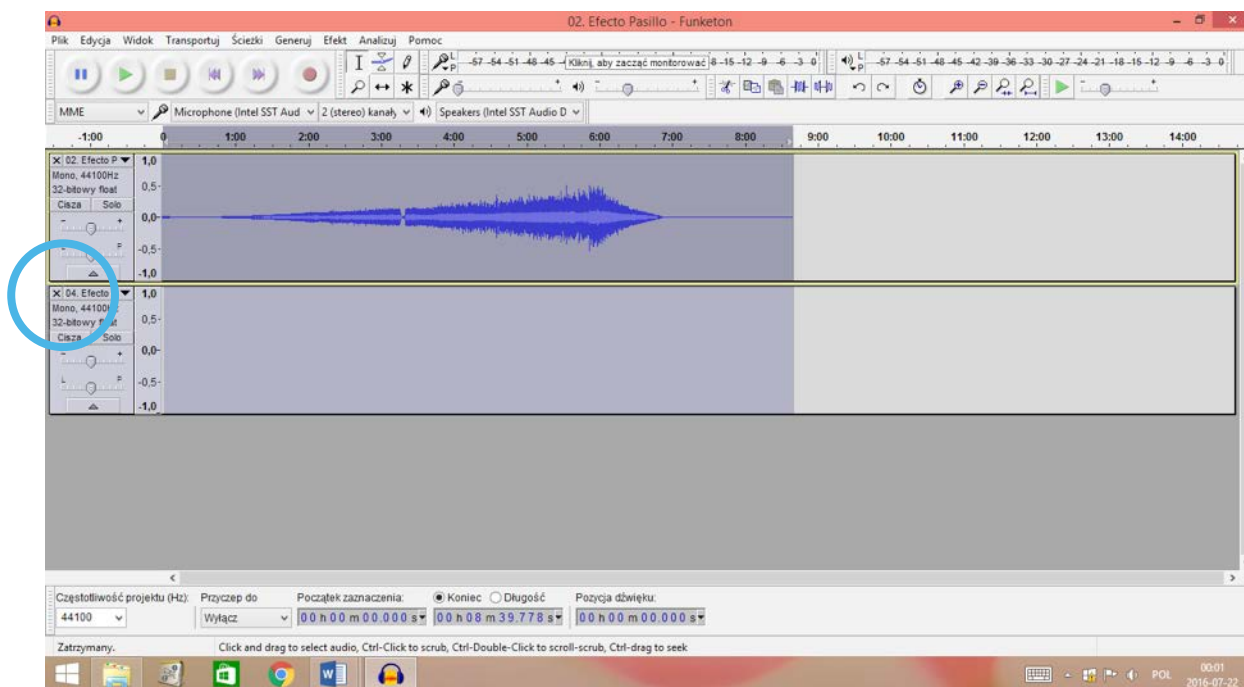 02. Efecto Pasillo - Funketon
Plik Edycja Widok Transportuj Ścieżki Generuj Efekt Analizuj Pomoc
L P -57 -54 -51 -48 -45 -4 Kliknij, aby zacząć monitorować 8 -15 -12 -9 -6 -3 0 L P -57 -54 -51 -48 -45 -42 -39 -36 -33 -30 -27 -24 -21 -18 -15 -12 -9 -6 -3 0
MME Microphone (Intel SST Aud 2 (stereo) kanały Speakers (Intel SST Audio D
-1:00 0 1:00 2:00 3:00 4:00 5:00 6:00 7:00 8:00 9:00 10:00 11:00 12:00 13:00 14:00
02. Efecto P 1,0
Mono, 44100Hz
32-bitowy float 0,5-
Cisza Solo
- + 0,0-
P -0,5-
-1,0
04. Efecto 1,0
Mono, 44100
32-bitowy 0,5-
Cisza Solo
- + 0,0-
L P -0,5-
-1,0
Częstotliwość projektu (Hz): Przyczep do Początek zaznaczenia: Koniec Długość Pozycja dźwięku:
44100 Wyłącz 00 h 00 m 00.000 s 00 h 08 m 39.778 s 00 h 00 m 00.000 s
Zatrzymany. Click and drag to select audio, Ctrl-Click to scrub, Ctrl-Double-Click to scroll-scrub, Ctrl-drag to seek
POL 00:01
2016-07-22